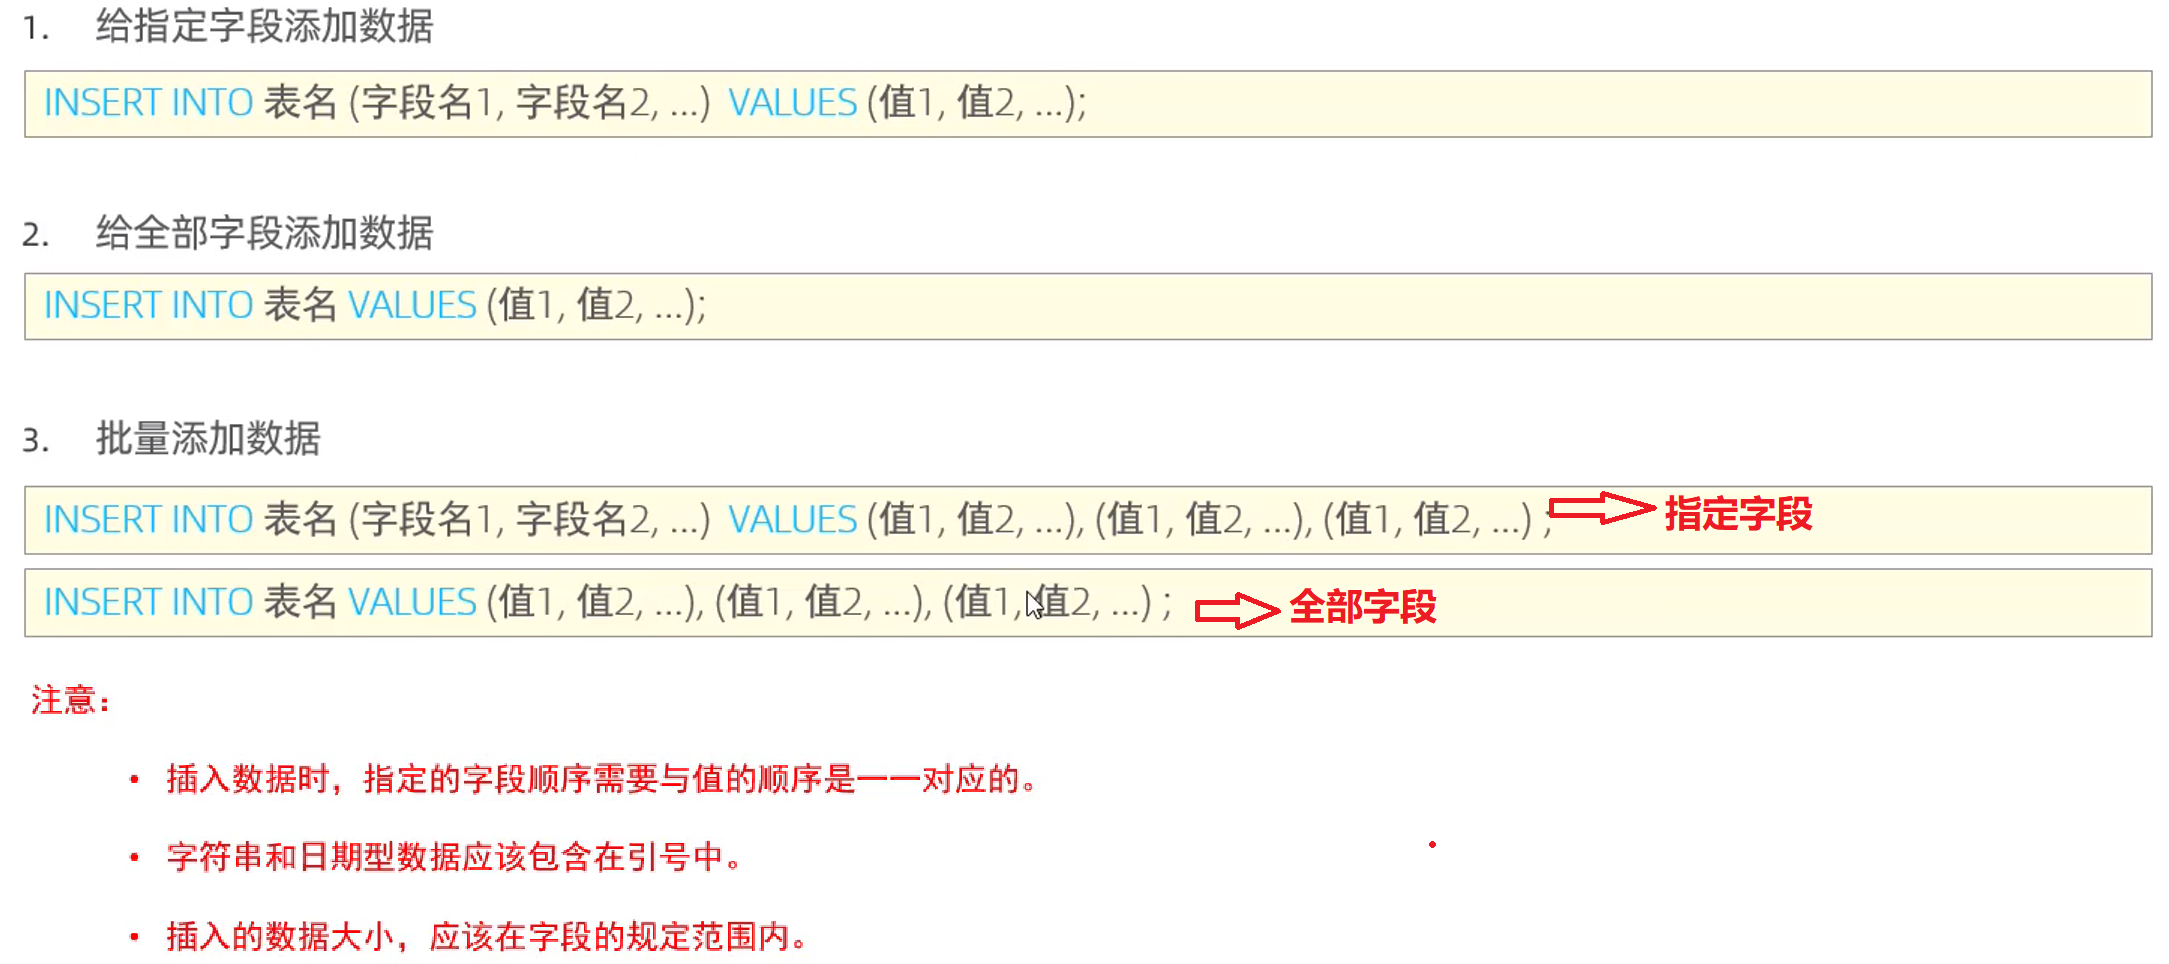 1. 给指定字段添加数据
INSERT INTO 表名 (字段名1, 字段名2, ...) VALUES (值1, 值2, ...);
2. 给全部字段添加数据
INSERT INTO 表名 VALUES (值1, 值2, ...);
3. 批量添加数据
INSERT INTO 表名 (字段名1, 字段名2, ...) VALUES (值1, 值2, ...), (值1, 值2, ...), (值1, 值2, ...) ; 指定字段
INSERT INTO 表名 VALUES (值1, 值2, ...), (值1, 值2, ...), (值1, 值2, ...) ; 全部字段
注意：
• 插入数据时，指定的字段顺序需要与值的顺序是一一对应的。
• 字符串和日期型数据应该包含在引号中。
• 插入的数据大小，应该在字段的规定范围内。